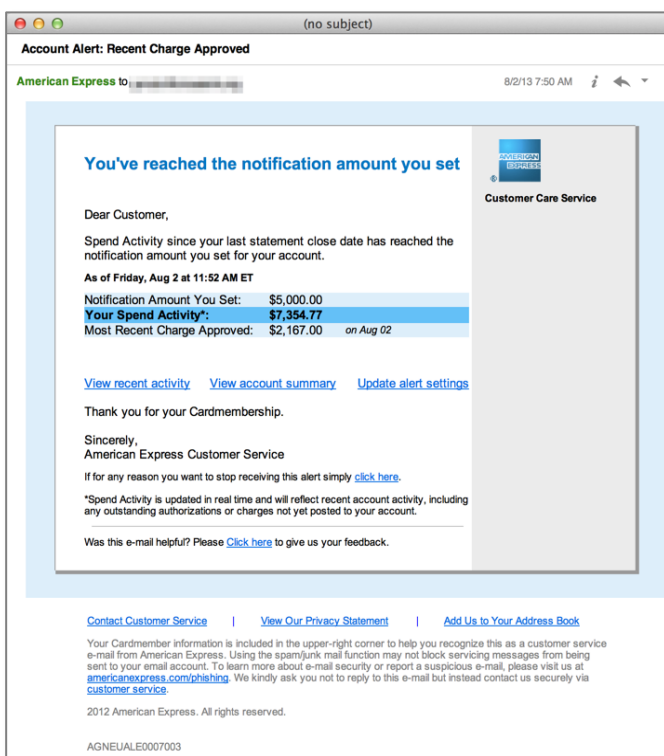 (no subject)
Account Alert: Recent Charge Approved
American Express to
8/2/13 7:50 AM
You've reached the notification amount you set
AMERICAN EXPRESS
®
Customer Care Service
Dear Customer,
Spend Activity since your last statement close date has reached the
notification amount you set for your account.
As of Friday, Aug 2 at 11:52 AM ET
Notification Amount You Set: $5,000.00
Your Spend Activity*: $7,354.77
Most Recent Charge Approved: $2,167.00 on Aug 02
View recent activity View account summary Update alert settings
Thank you for your Cardmembership.
Sincerely,
American Express Customer Service
If for any reason you want to stop receiving this alert simply click here.
*Spend Activity is updated in real time and will reflect recent account activity, including
any outstanding authorizations or charges not yet posted to your account.
Was this e-mail helpful? Please Click here to give us your feedback.
Contact Customer Service | View Our Privacy Statement | Add Us to Your Address Book
Your Cardmember information is included in the upper-right corner to help you recognize this as a customer service
e-mail from American Express. Using the spam/junk mail function may not block servicing messages from being
sent to your email account. To learn more about e-mail security or report a suspicious e-mail, please visit us at
americanexpress.com/phishing. We kindly ask you not to reply to this e-mail but instead contact us securely via
customer service.
2012 American Express. All rights reserved.
AGNEUALE0007003